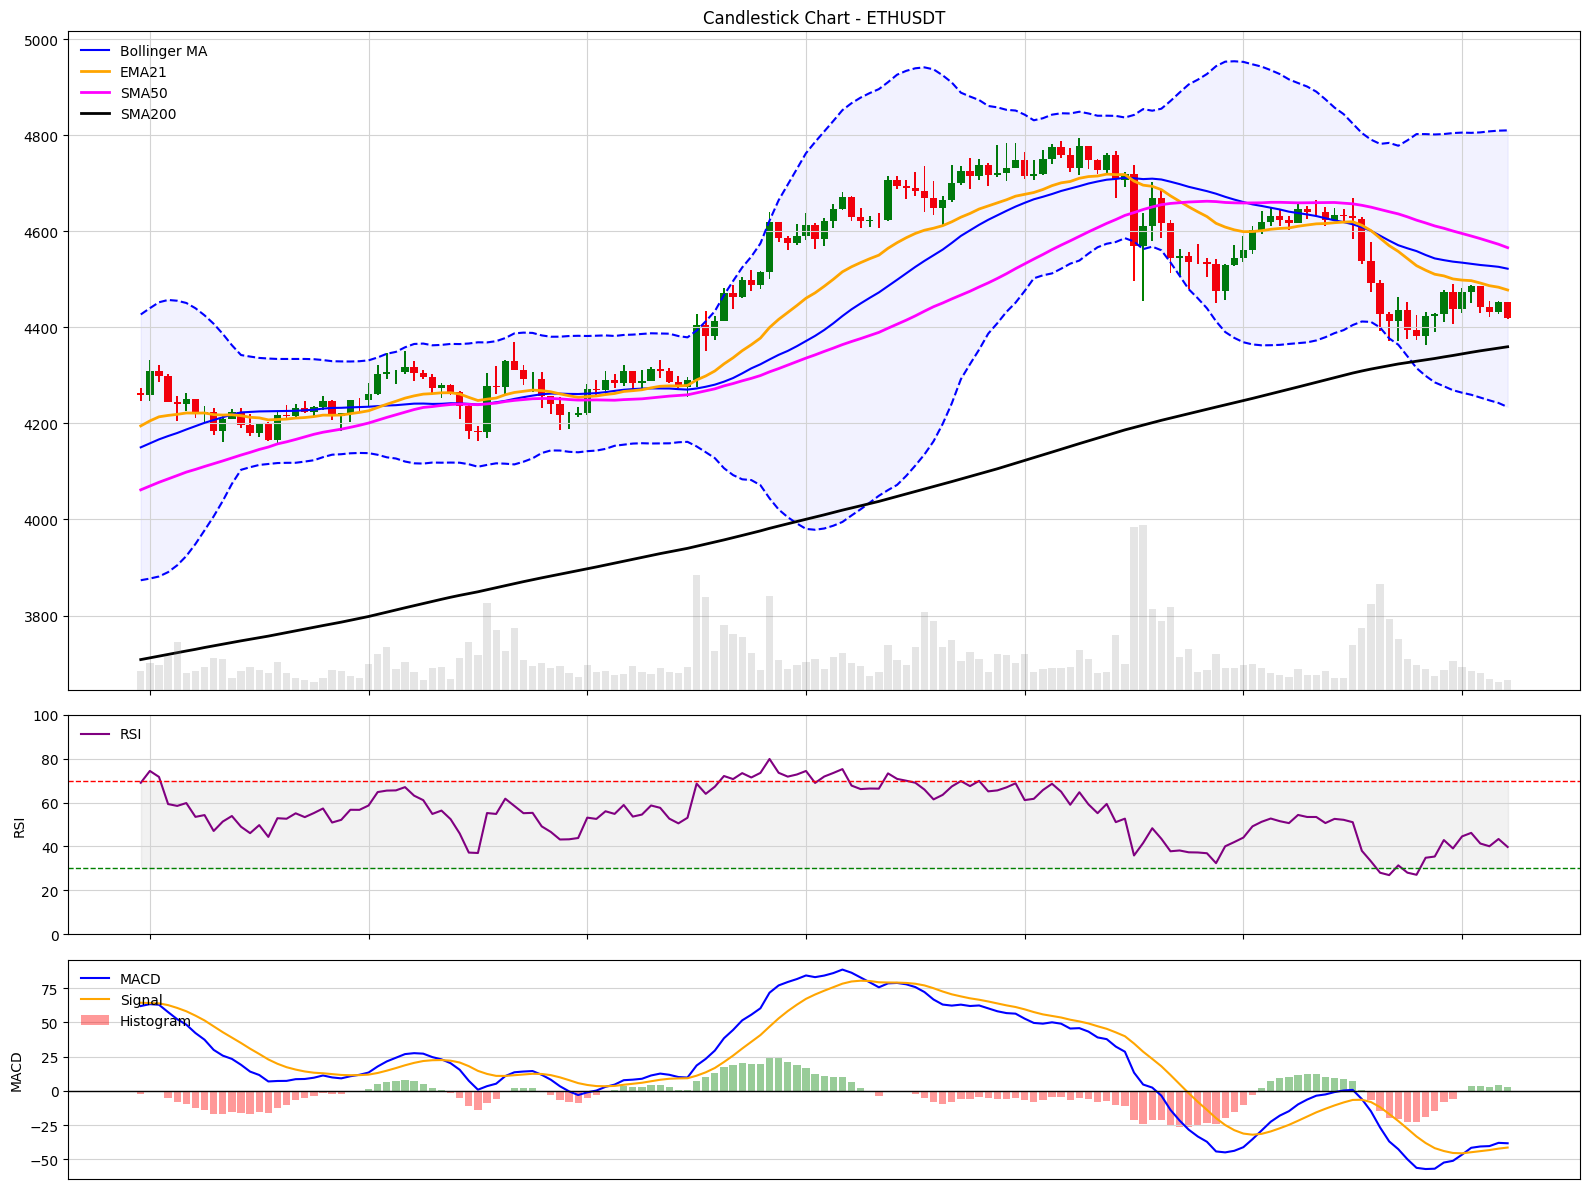 Candlestick Chart - ETHUSDT
Bollinger MA
EMA21
SMA50
SMA200
5000
4800
4600
4400
4200
4000
3800
RSI
RSI
100
80
60
40
20
0
MACD
Signal
Histogram
MACD
75
50
25
0
−25
−50